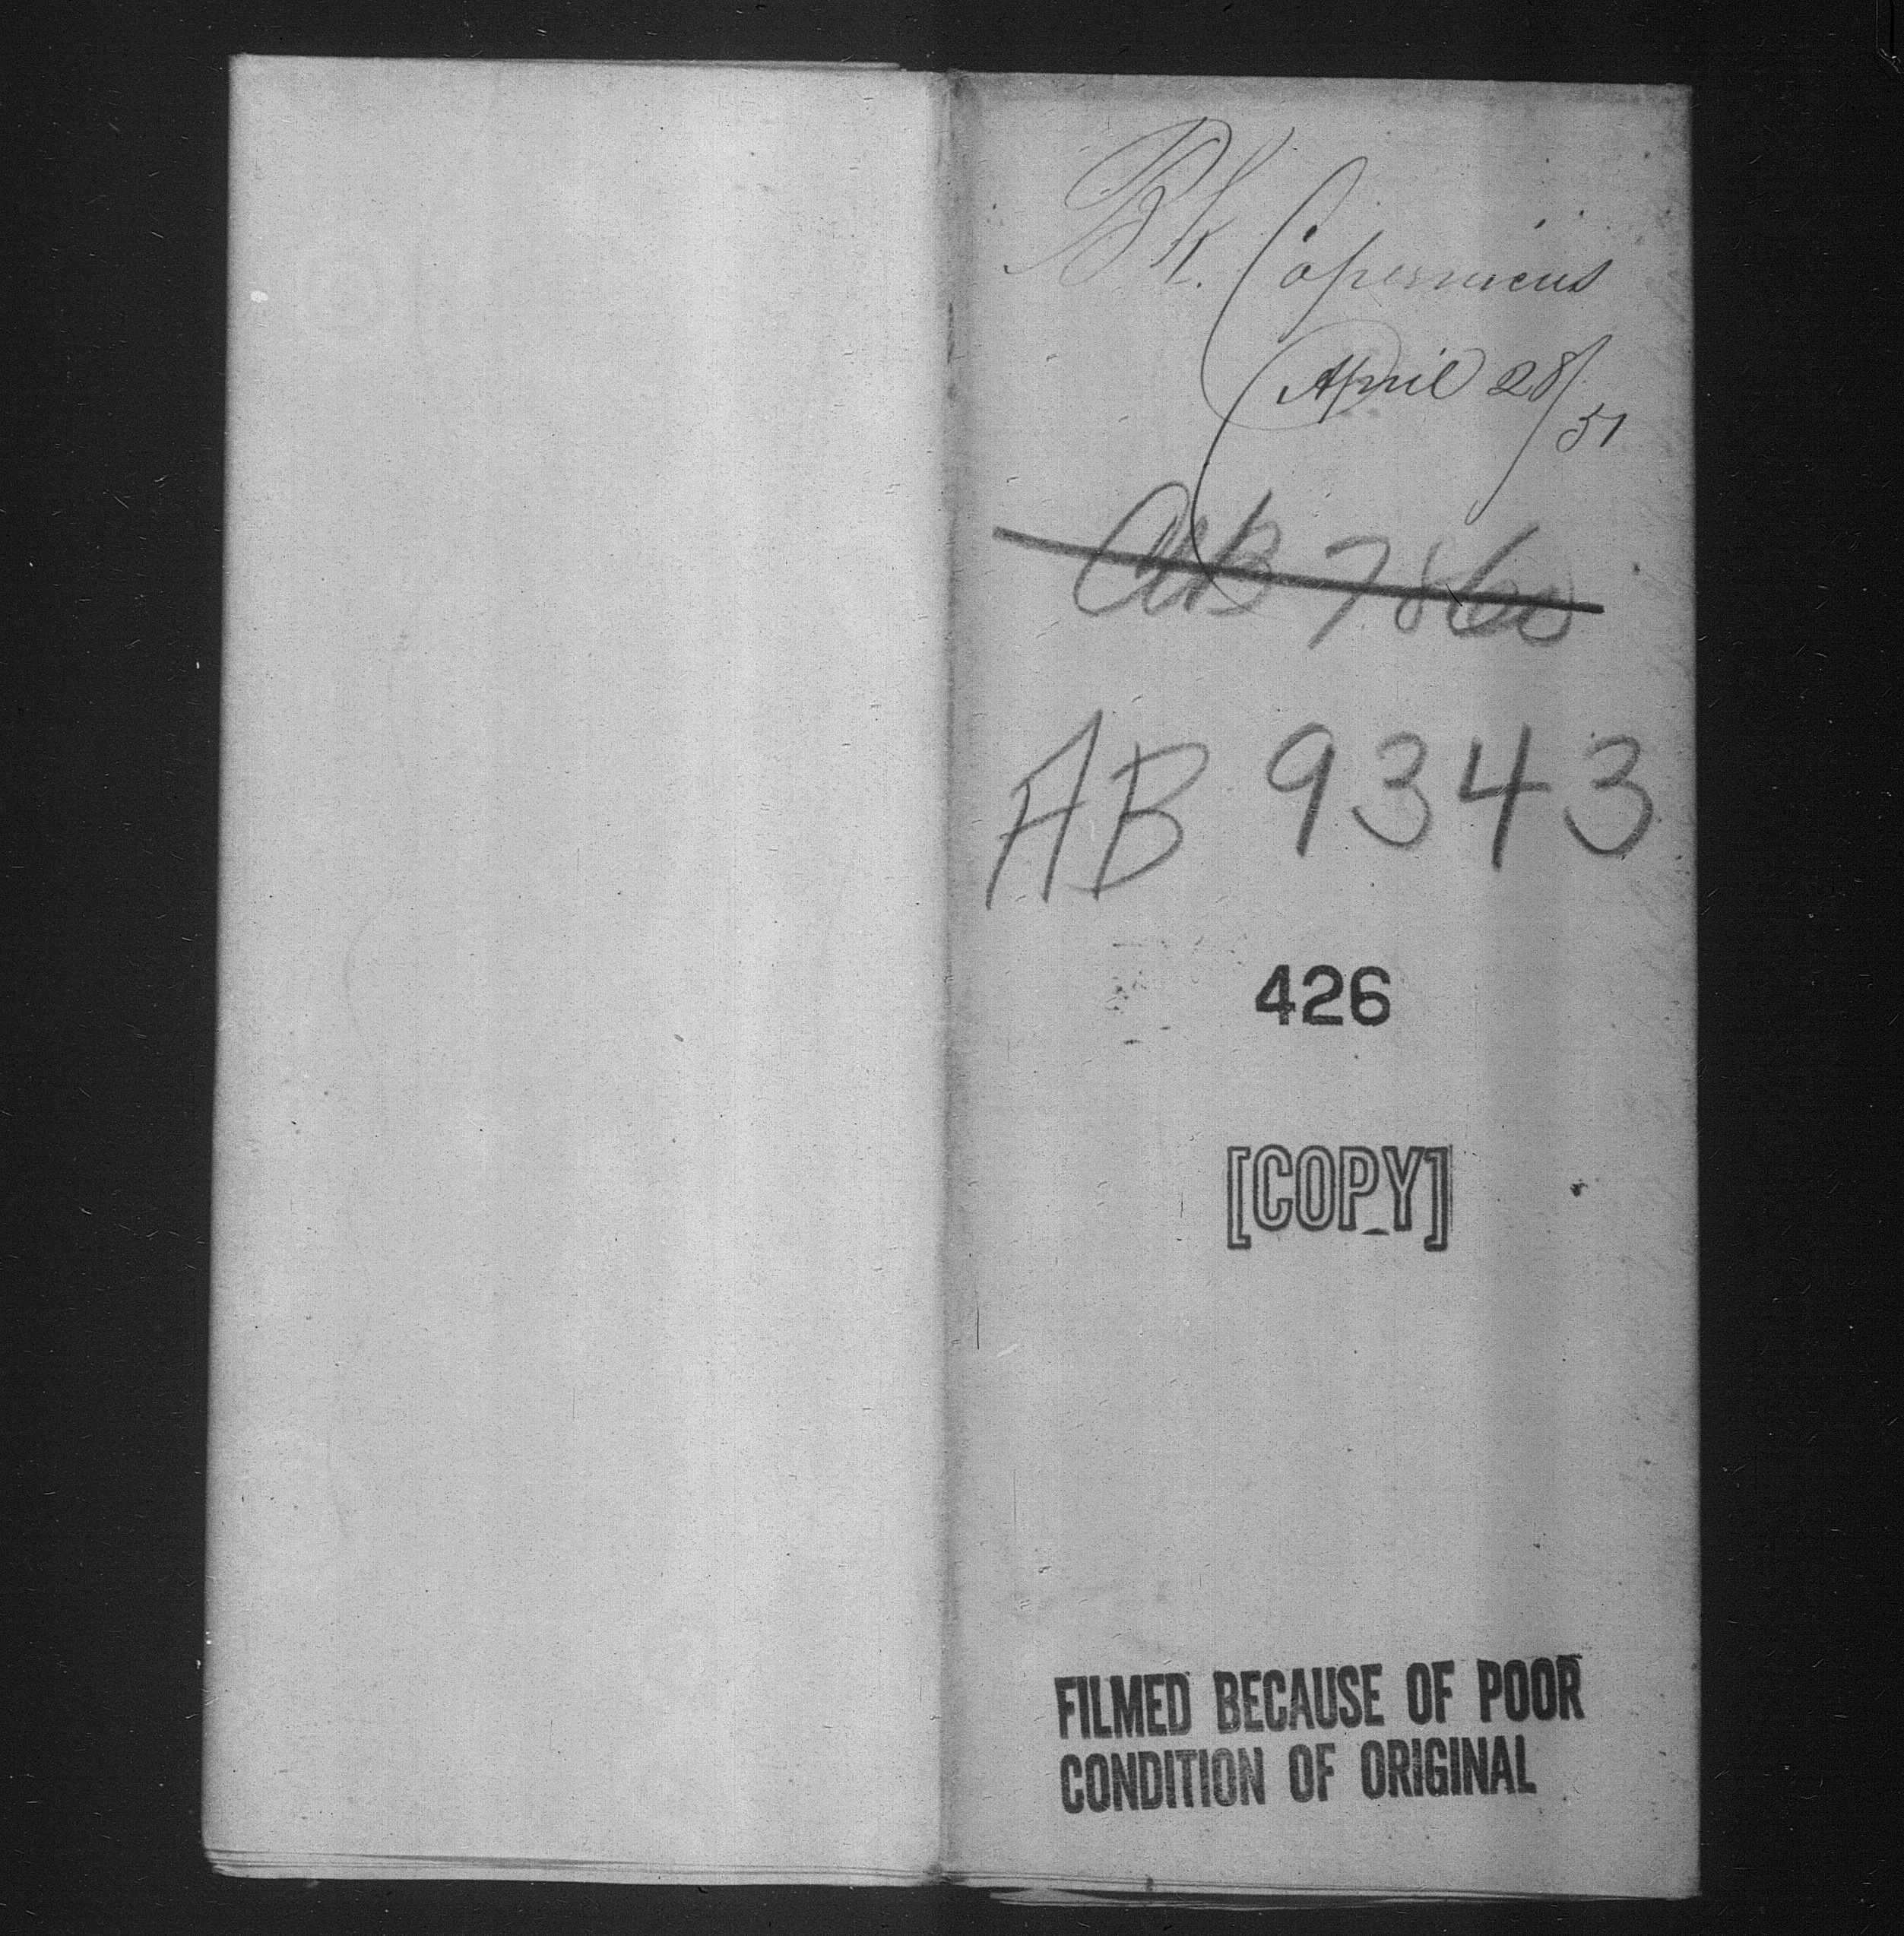 Bk. Copernicus
April 28/51
AB 7860
AB 9343
426
[COPY]
FILMED BECAUSE OF POOR
CONDITION OF ORIGINAL